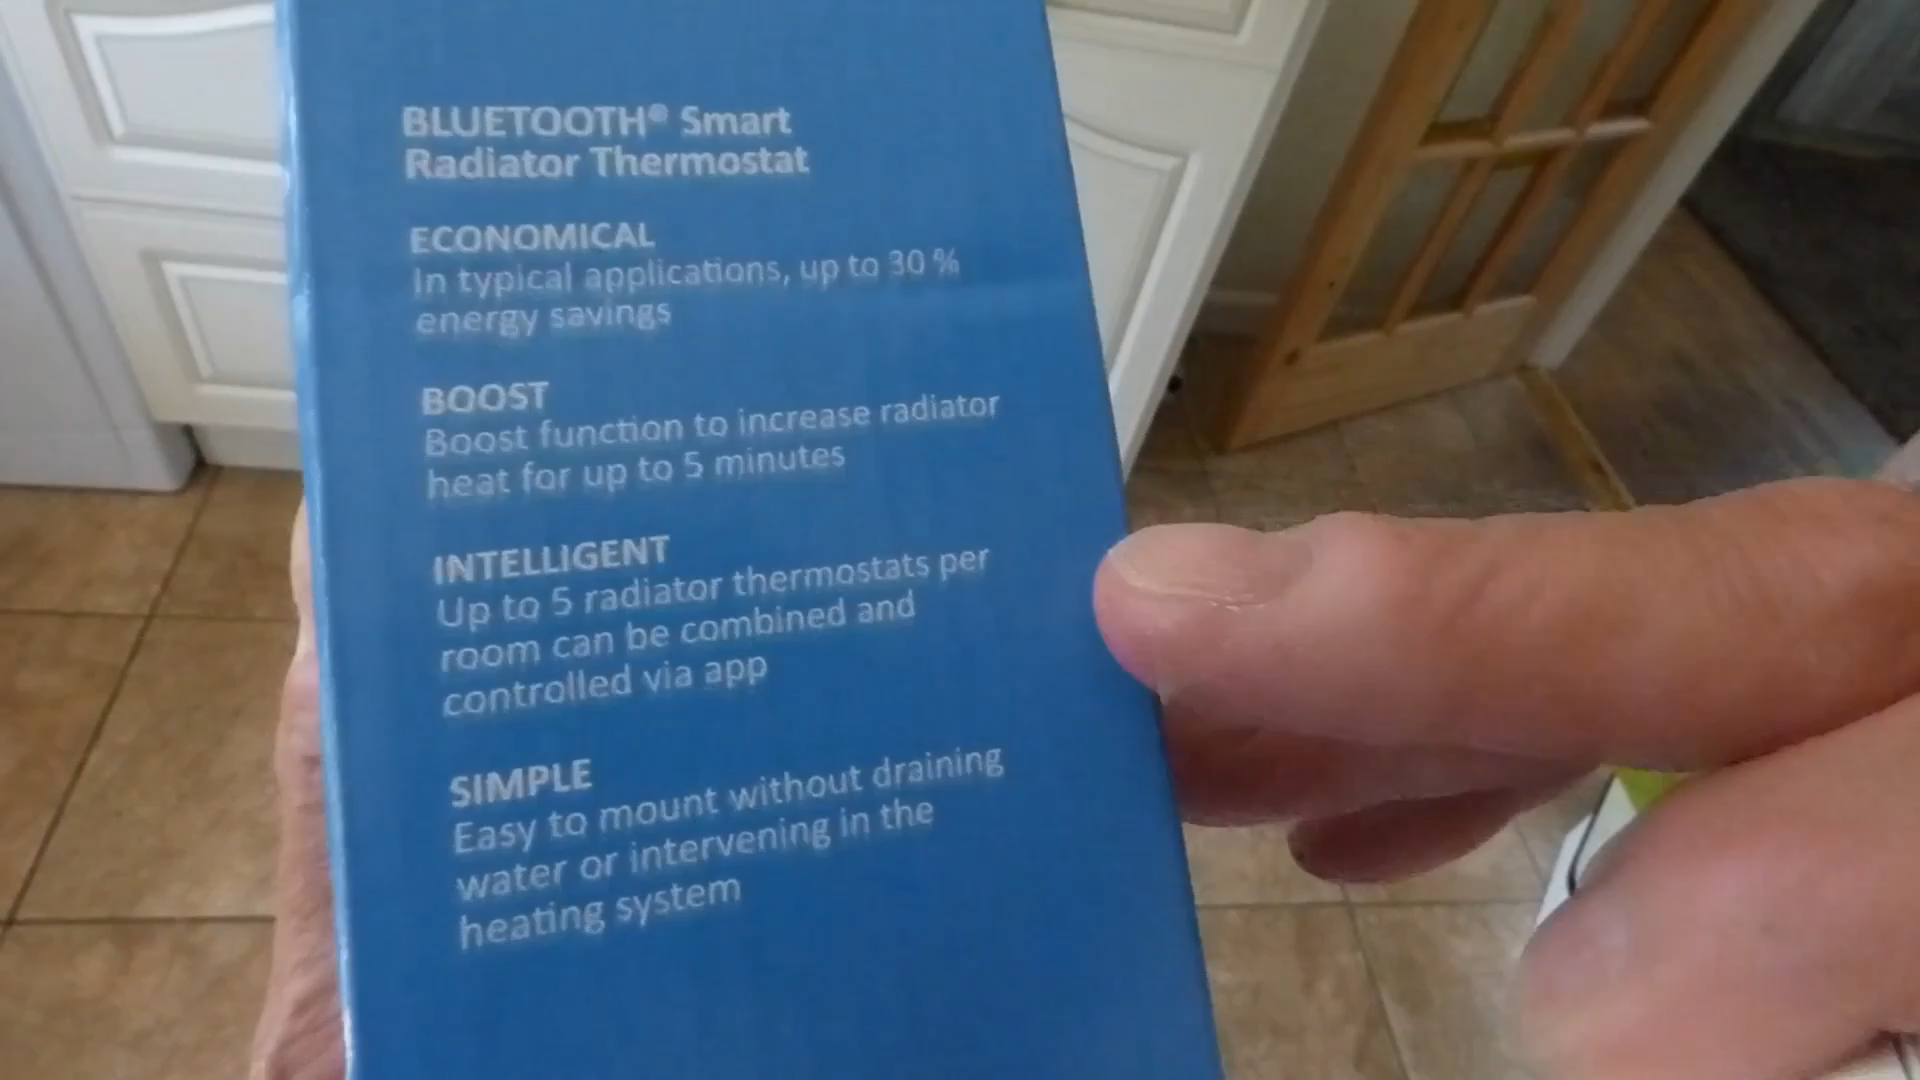 BLUETOOTH® Smart
Radiator Thermostat
ECONOMICAL
In typical applications, up to 30 %
energy savings
BOOST
Boost function to increase radiator
heat for up to 5 minutes
INTELLIGENT
Up to 5 radiator thermostats per
room can be combined and
controlled via app
SIMPLE
Easy to mount without draining
water or intervening in the
heating system